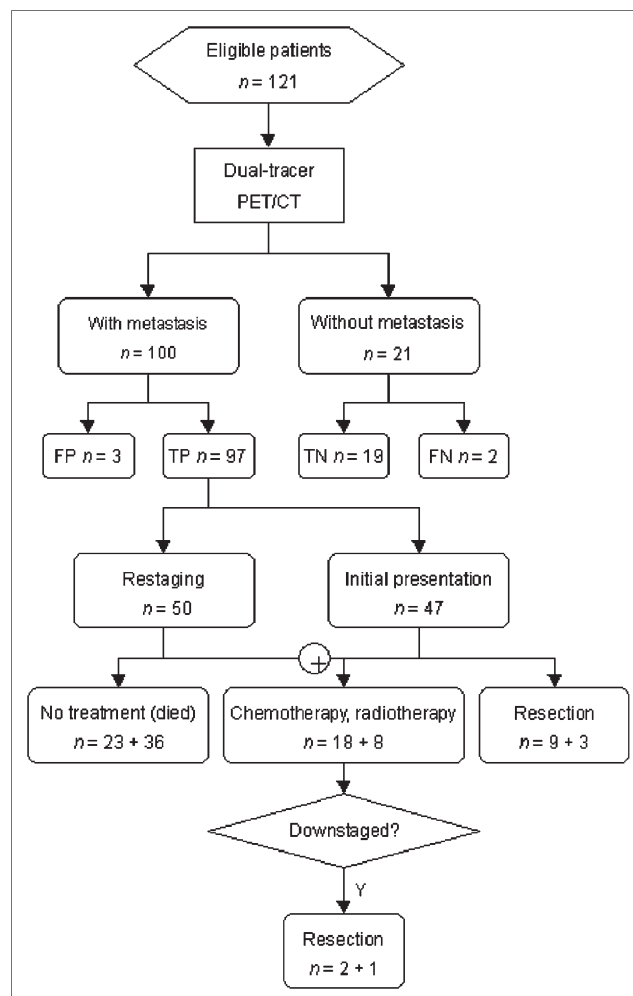 Eligible patients
n = 121
Dual-tracer
PET/CT
With metastasis
n = 100
Without metastasis
n = 21
FP n = 3
TP n = 97
TN n = 19
FN n = 2
Restaging
n = 50
Initial presentation
n = 47
+
No treatment (died)
n = 23 + 36
Chemotherapy, radiotherapy
n = 18 + 8
Resection
n = 9 + 3
Downstaged?
Y
Resection
n = 2 + 1